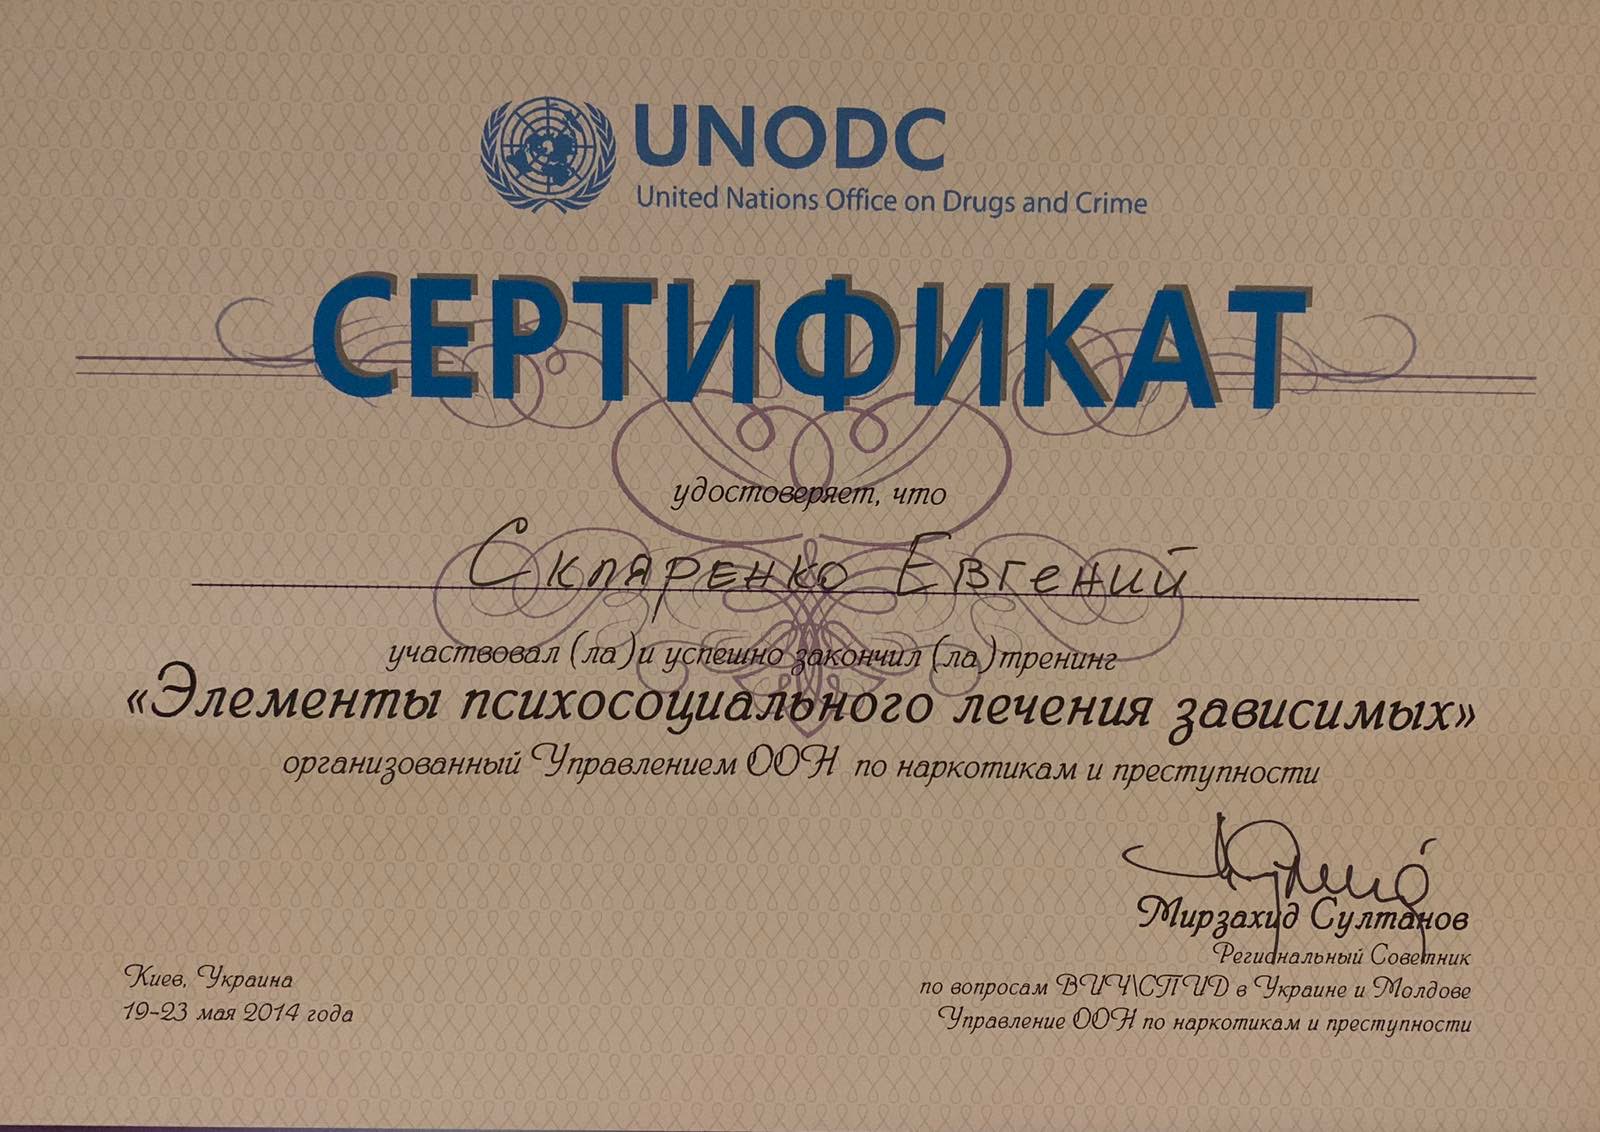 UNODC
United Nations Office on Drugs and Crime
СЕРТИФИКАТ
удостоверяет, что
Скляренко Евгений
участвовал (ла) и успешно закончил (ла) тренинг
«Элементы психосоциального лечения зависимых»
организованный Управлением ООН по наркотикам и преступности
Мирзахид Султанов
Региональный Советник
по вопросам ВИЧ\СПИД в Украине и Молдове
Управление ООН по наркотикам и преступности
Киев, Украина
19-23 мая 2014 года